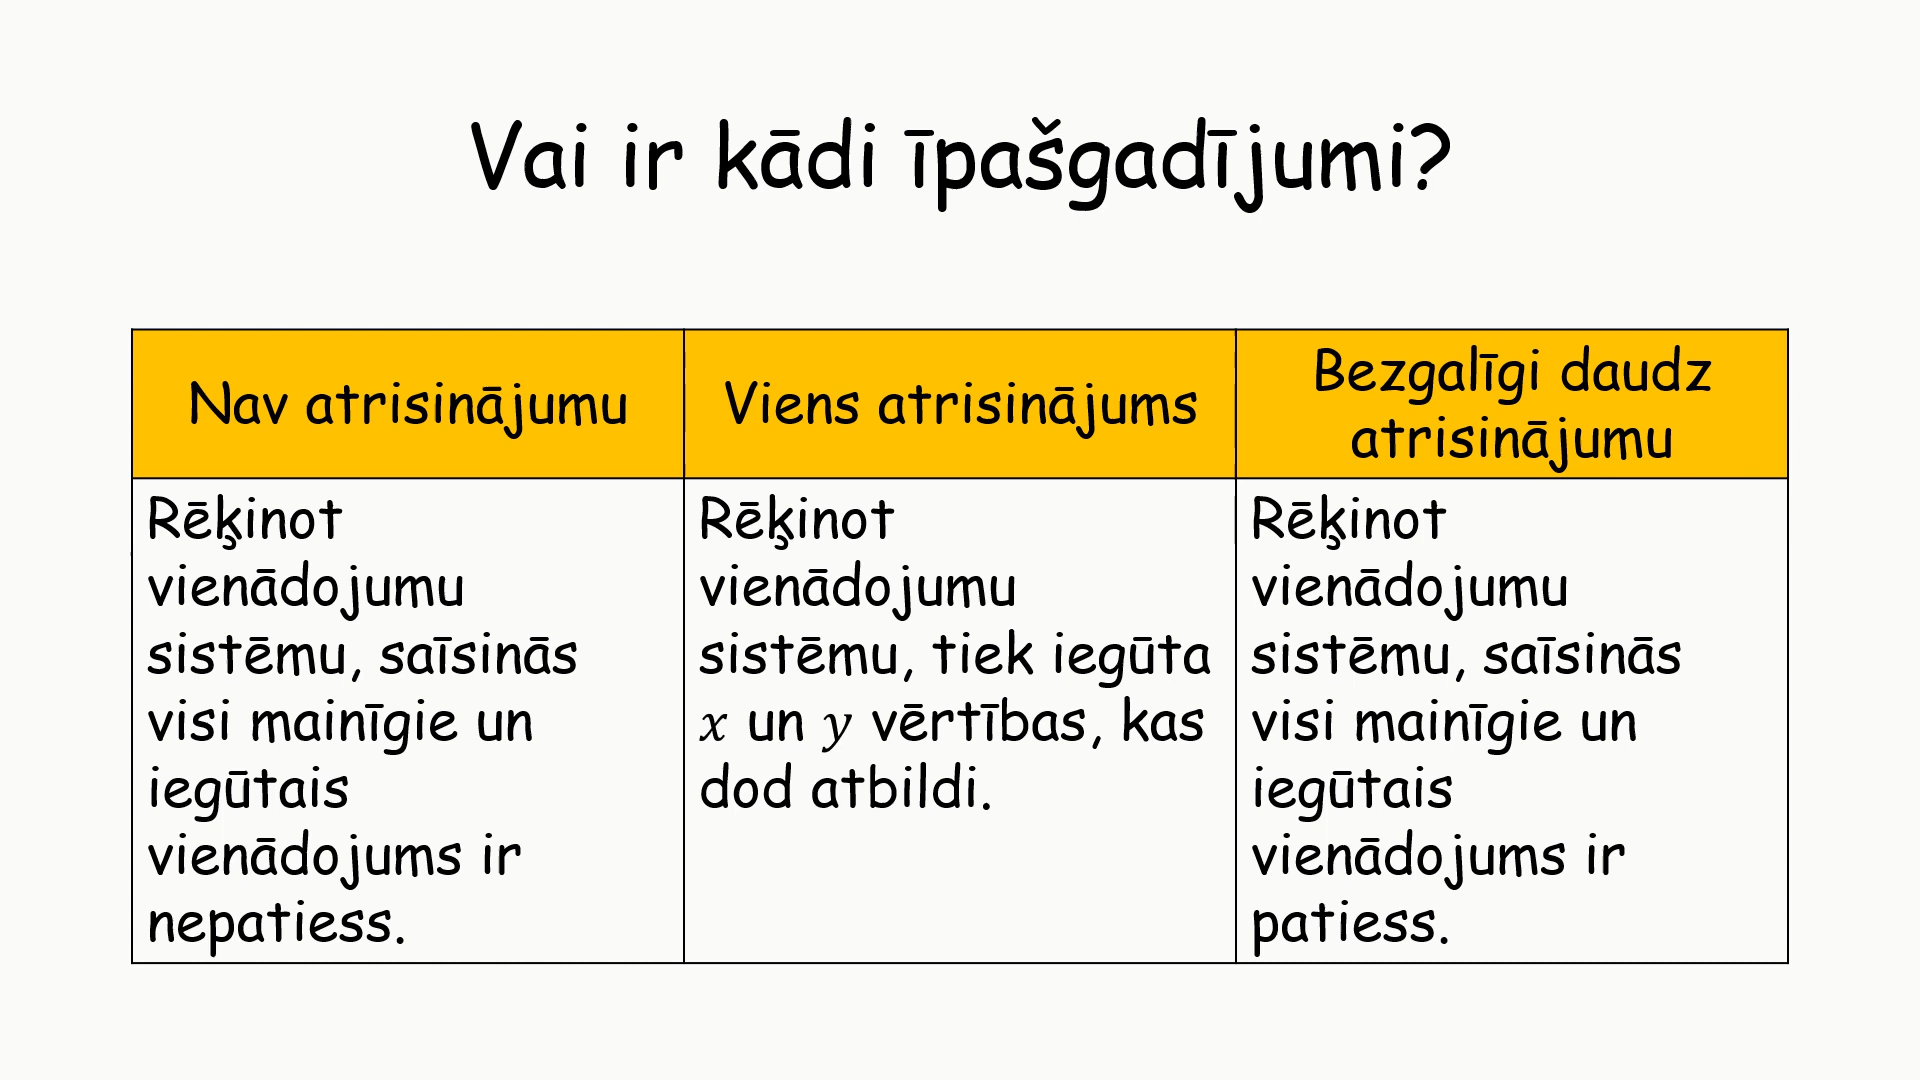 Vai ir kādi īpašgadījumi?
Nav atrisinājumu
Viens atrisinājums
Bezgalīgi daudz
atrisinājumu
Rēķinot
vienādojumu
sistēmu, saīsinās
visi mainīgie un
iegūtais
vienādojums ir
nepatiess.
Rēķinot
vienādojumu
sistēmu, tiek iegūta
x un y vērtības, kas
dod atbildi.
Rēķinot
vienādojumu
sistēmu, saīsinās
visi mainīgie un
iegūtais
vienādojums ir
patiess.